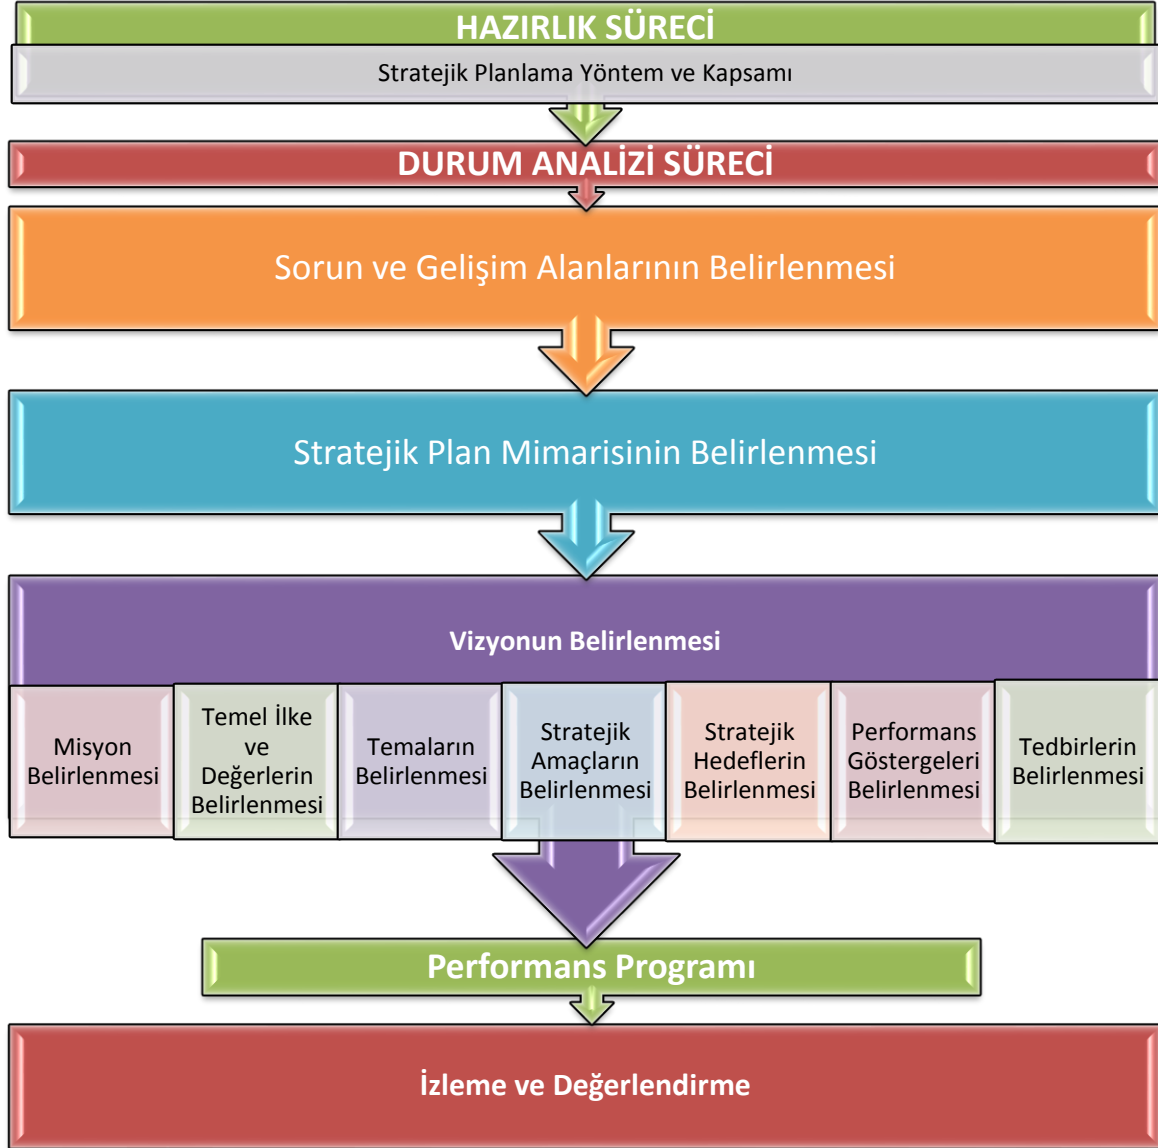 HAZIRLIK SÜRECİ
Stratejik Planlama Yöntem ve Kapsamı
DURUM ANALİZİ SÜRECİ
Sorun ve Gelişim Alanlarının Belirlenmesi
Stratejik Plan Mimarisinin Belirlenmesi
Vizyonun Belirlenmesi
Misyon
Belirlenmesi
Temel İlke
ve
Değerlerin
Belirlenmesi
Temaların
Belirlenmesi
Stratejik
Amaçların
Belirlenmesi
Stratejik
Hedeflerin
Belirlenmesi
Performans
Göstergeleri
Belirlenmesi
Tedbirlerin
Belirlenmesi
Performans Programı
İzleme ve Değerlendirme